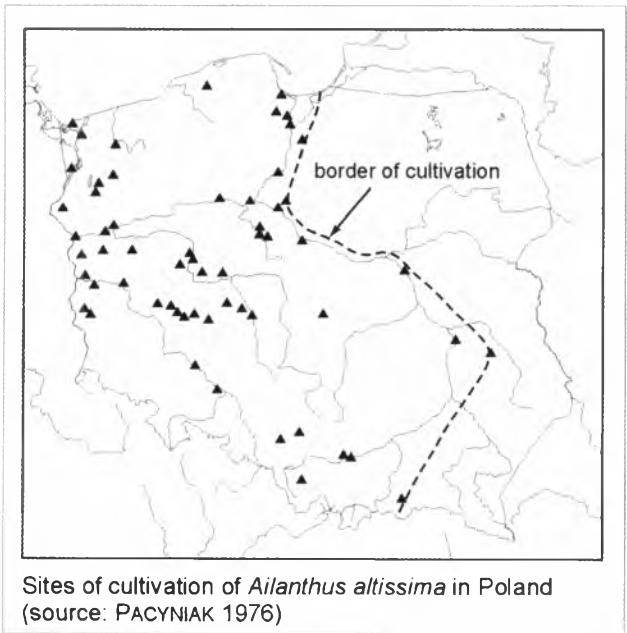 border of cultivation
Sites of cultivation of Ailanthus altissima in Poland
(source: PACYNIAK 1976)